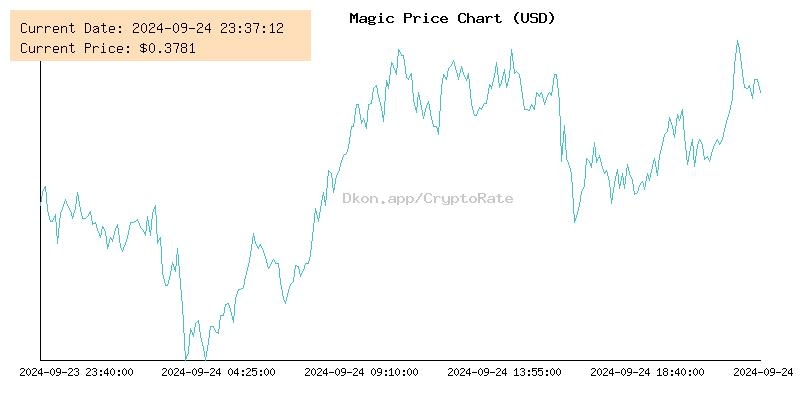 Magic Price Chart (USD)
Current Date: 2024-09-24 23:37:12
Current Price: $0.3781
Dkon.app/CryptoRate
2024-09-23 23:40:00 2024-09-24 04:25:00 2024-09-24 09:10:00 2024-09-24 13:55:00 2024-09-24 18:40:00 2024-09-24